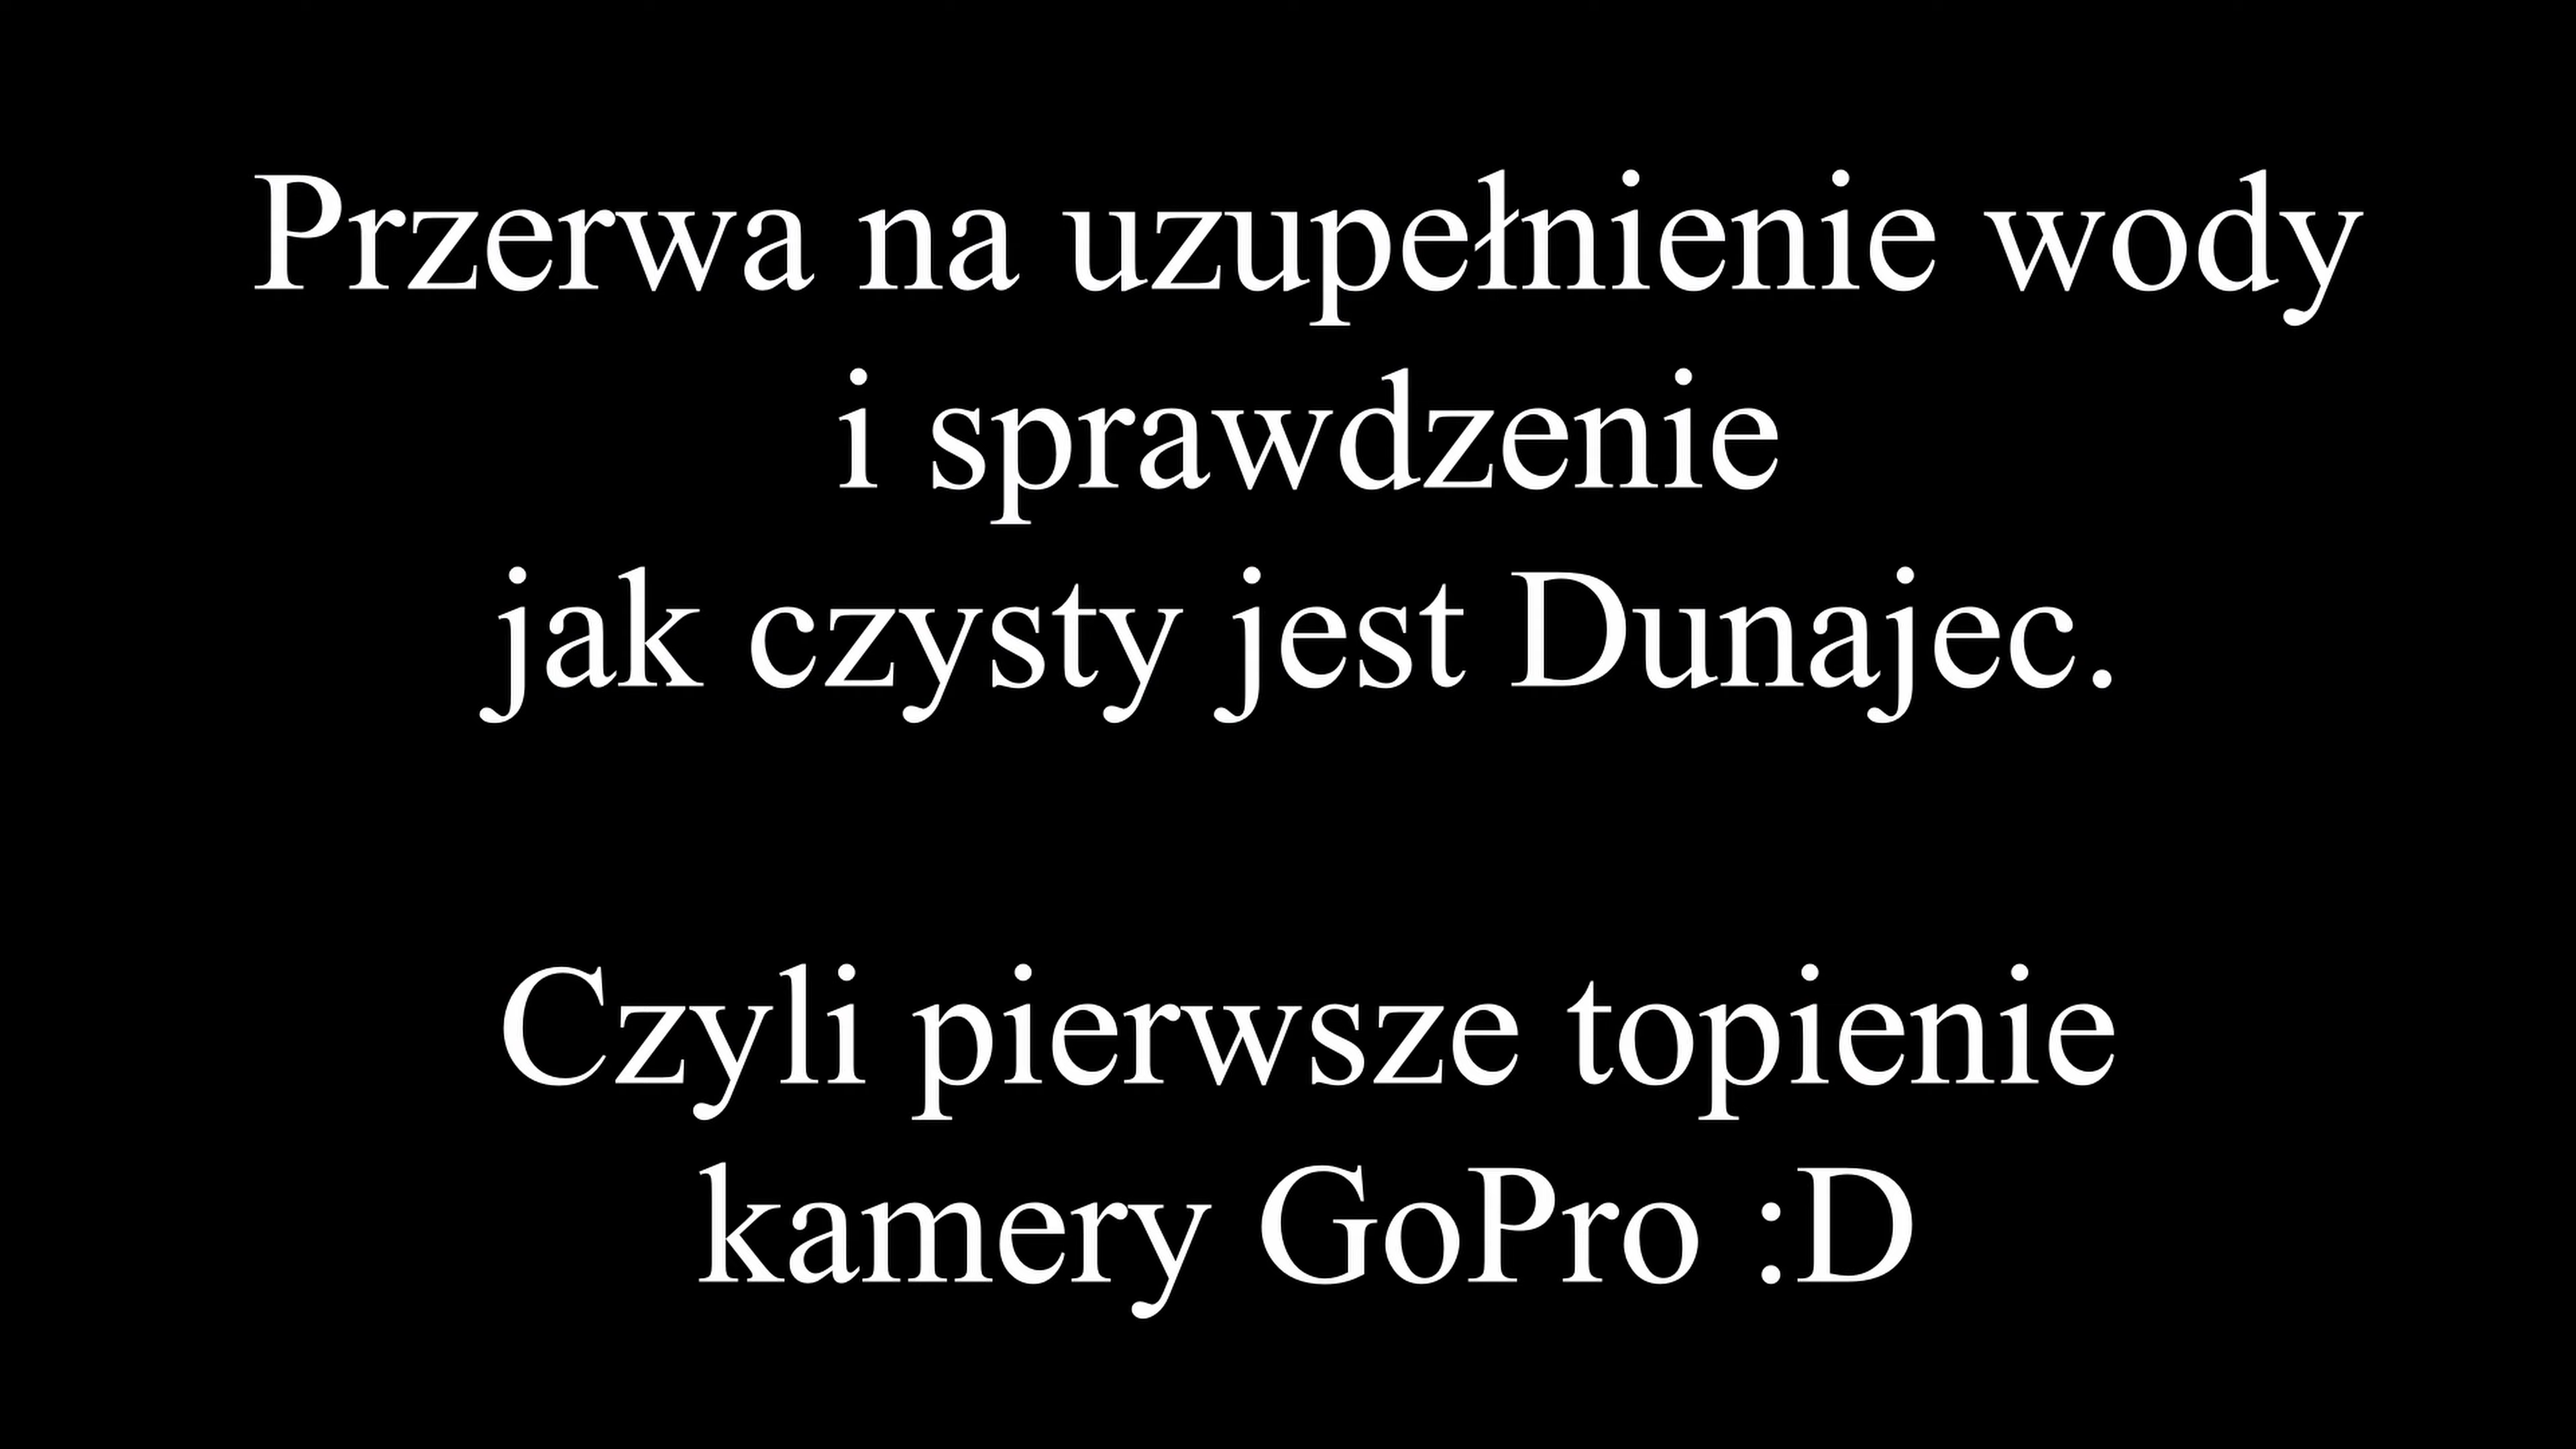 Przerwa na uzupełnienie wody
i sprawdzenie
jak czysty jest Dunajec.
Czyli pierwsze topienie
kamery GoPro :D